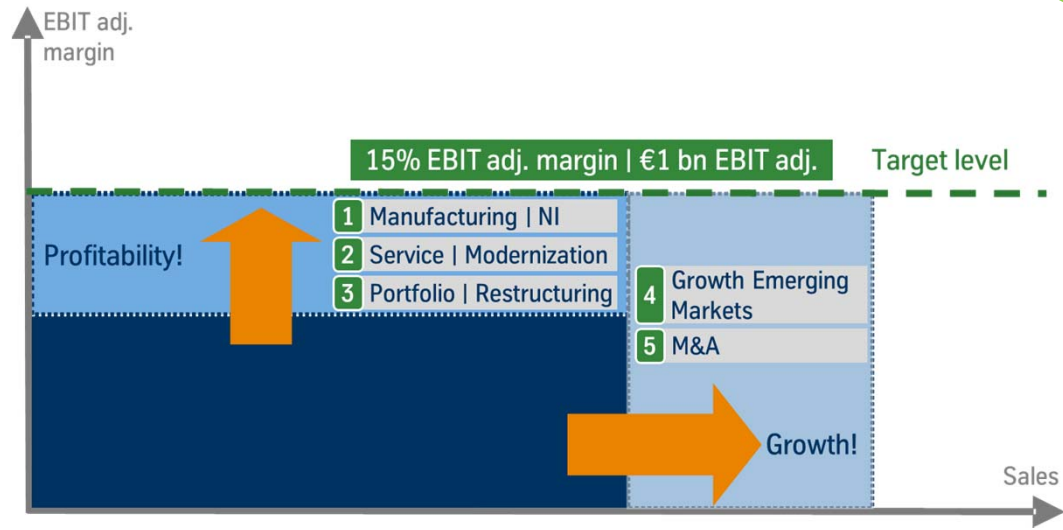 EBIT adj.
margin
15% EBIT adj. margin | €1 bn EBIT adj.
Target level
Profitability!
1 Manufacturing | NI
2 Service | Modernization
3 Portfolio | Restructuring
4 Growth Emerging
Markets
5 M&A
Growth!
Sales